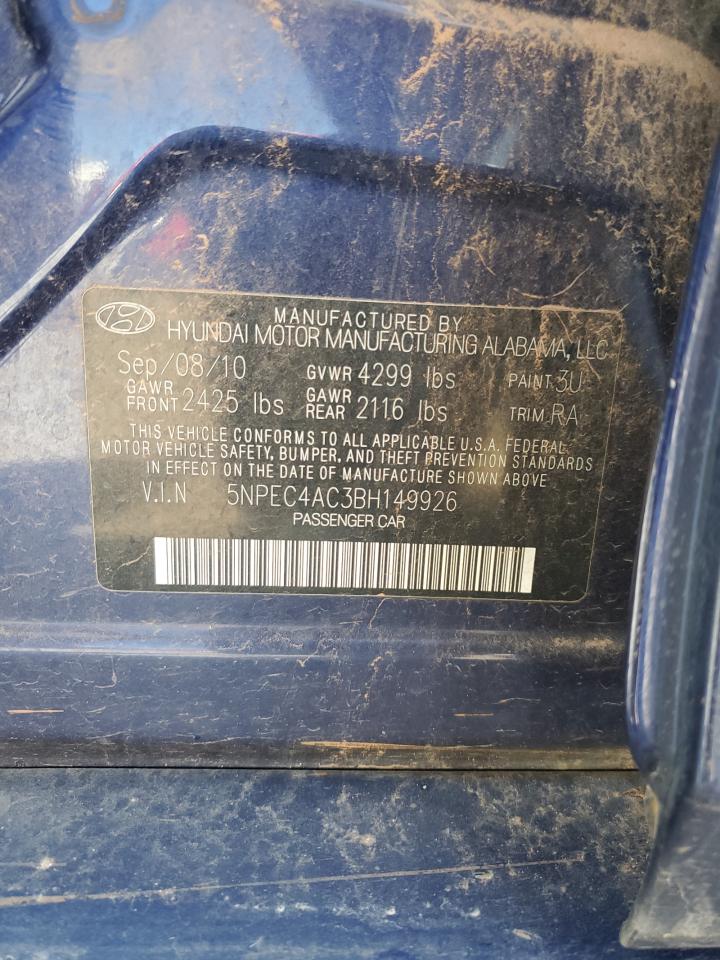 MANUFACTURED BY
HYUNDAI MOTOR MANUFACTURING ALABAMA, LLC
Sep/08/10 GVWR 4299 lbs PAINT 3U
GAWR FRONT 2425 lbs GAWR REAR 2116 lbs TRIM RA
THIS VEHICLE CONFORMS TO ALL APPLICABLE U.S.A. FEDERAL
MOTOR VEHICLE SAFETY, BUMPER, AND THEFT PREVENTION STANDARDS
IN EFFECT ON THE DATE OF MANUFACTURE SHOWN ABOVE
V.I.N 5NPEC4AC3BH149926
PASSENGER CAR